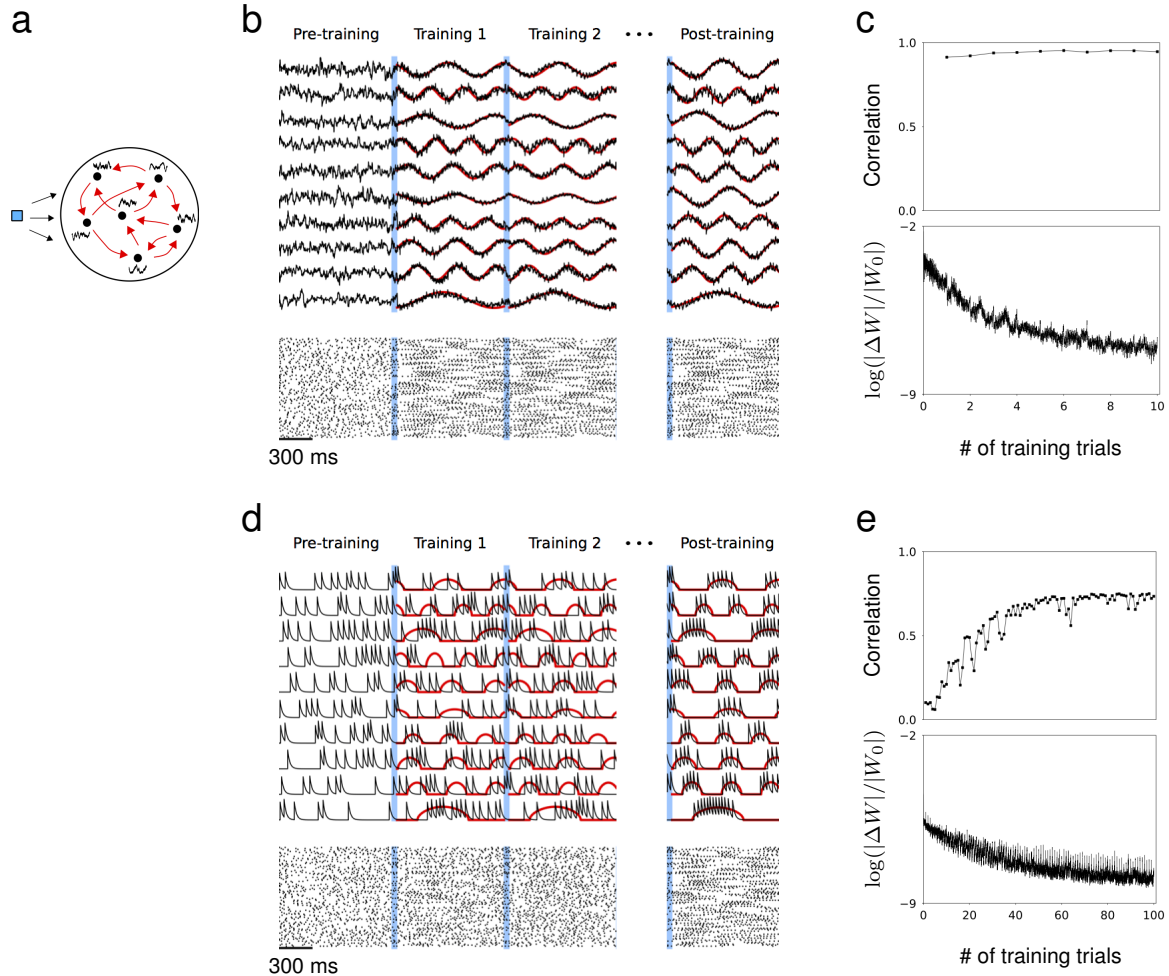 a
b
Pre-training Training 1 Training 2 • • • Post-training
300 ms
c
1.0
Correlation
0.5
0.0
-2
log(|ΔW|/|W₀|)
-9
0 2 4 6 8 10
# of training trials
d
Pre-training Training 1 Training 2 • • • Post-training
300 ms
e
1.0
Correlation
0.5
0.0
-2
log(|ΔW|/|W₀|)
-9
0 20 40 60 80 100
# of training trials